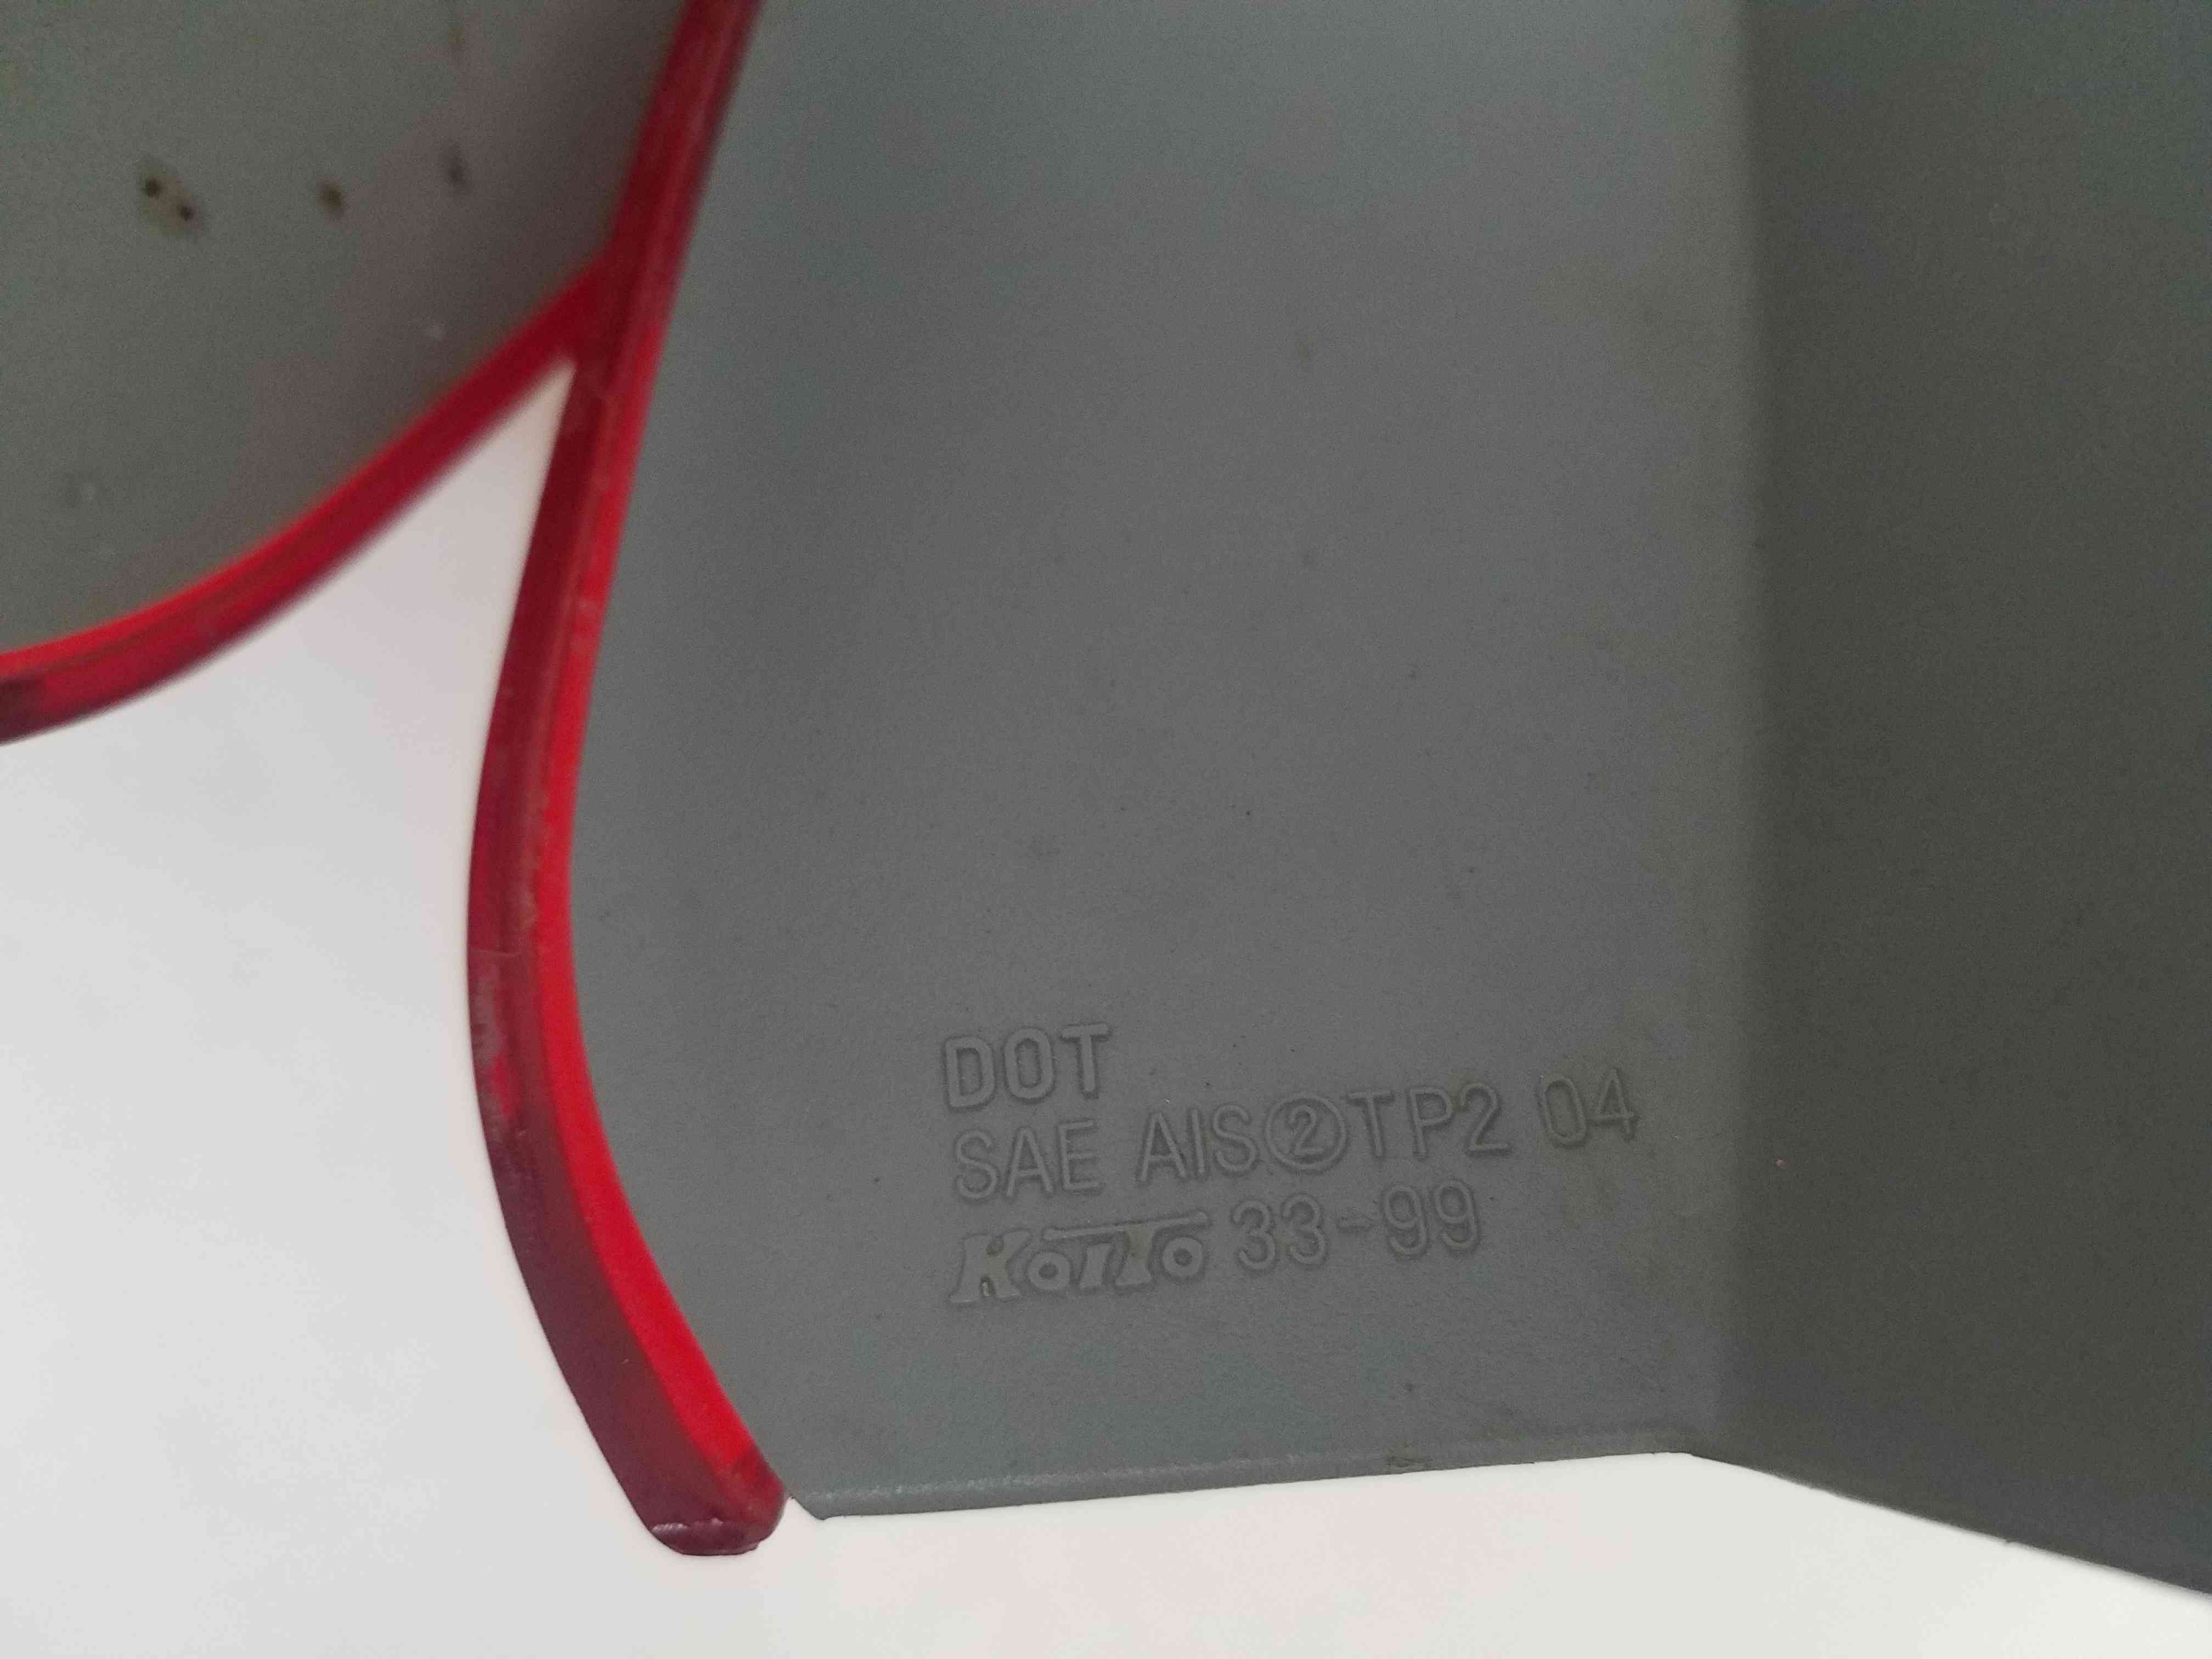 DOT
SAE AIS②TP2 04
KOITO 33-99